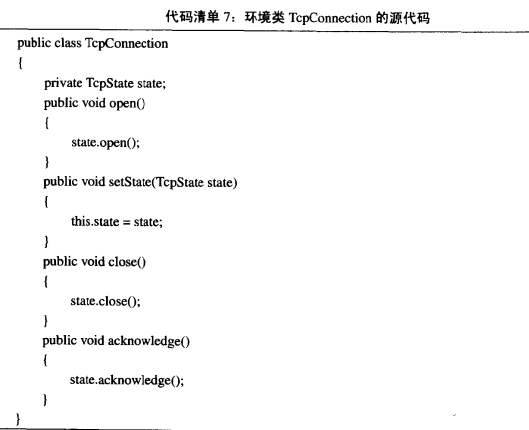 代码清单 7：环境类 TcpConnection 的源代码
public class TcpConnection
{
private TcpState state;
public void open()
{
state.open();
}
public void setState(TcpState state)
{
this.state = state;
}
public void close()
{
state.close();
}
public void acknowledge()
{
state.acknowledge();
}
}